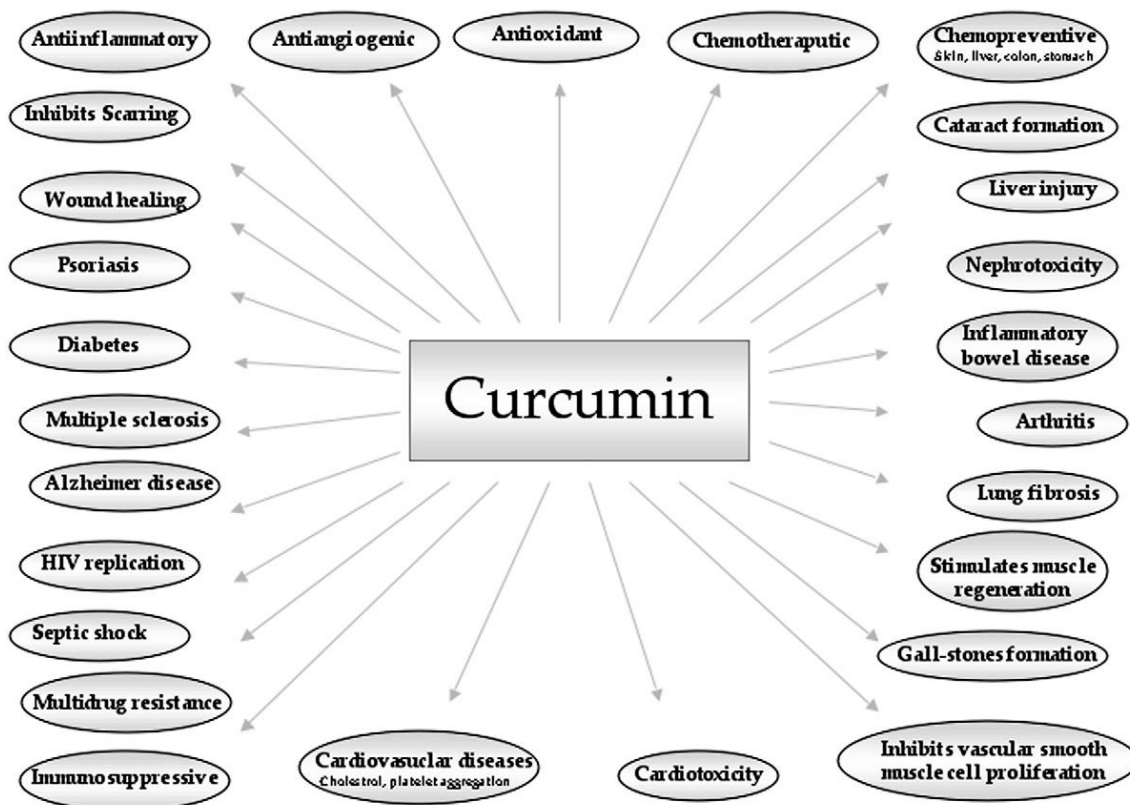 Antiinflammatory
Antiangiogenic
Antioxidant
Chemotheraputic
Chemopreventive
Skin, liver, colon, stomach
Inhibits Scarring
Cataract formation
Wound healing
Liver injury
Psoriasis
Nephrotoxicity
Diabetes
Inflammatory
bowel disease
Curcumin
Multiple sclerosis
Arthritis
Alzheimer disease
Lung fibrosis
HIV replication
Stimulates muscle
regeneration
Septic shock
Gall-stones formation
Multidrug resistance
Immunosuppressive
Cardiovasuclar diseases
Cholestrol, platelet aggregation
Cardiotoxicity
Inhibits vascular smooth
muscle cell proliferation